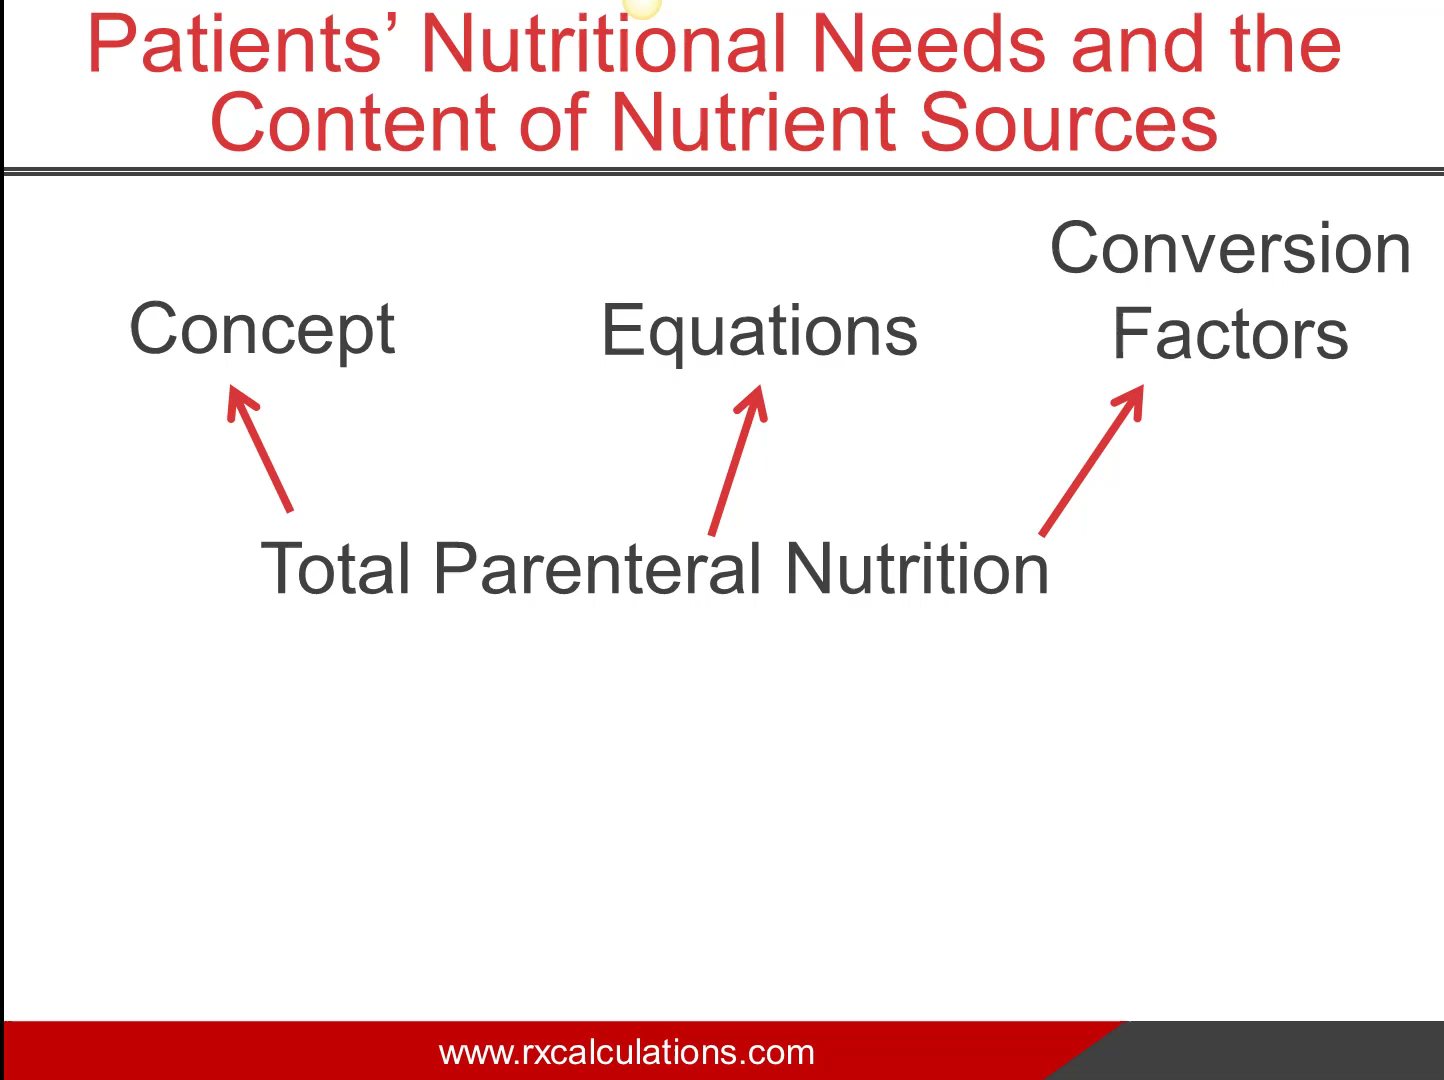 Patients’ Nutritional Needs and the
Content of Nutrient Sources
Concept
Equations
Conversion
Factors
Total Parenteral Nutrition
www.rxcalculations.com